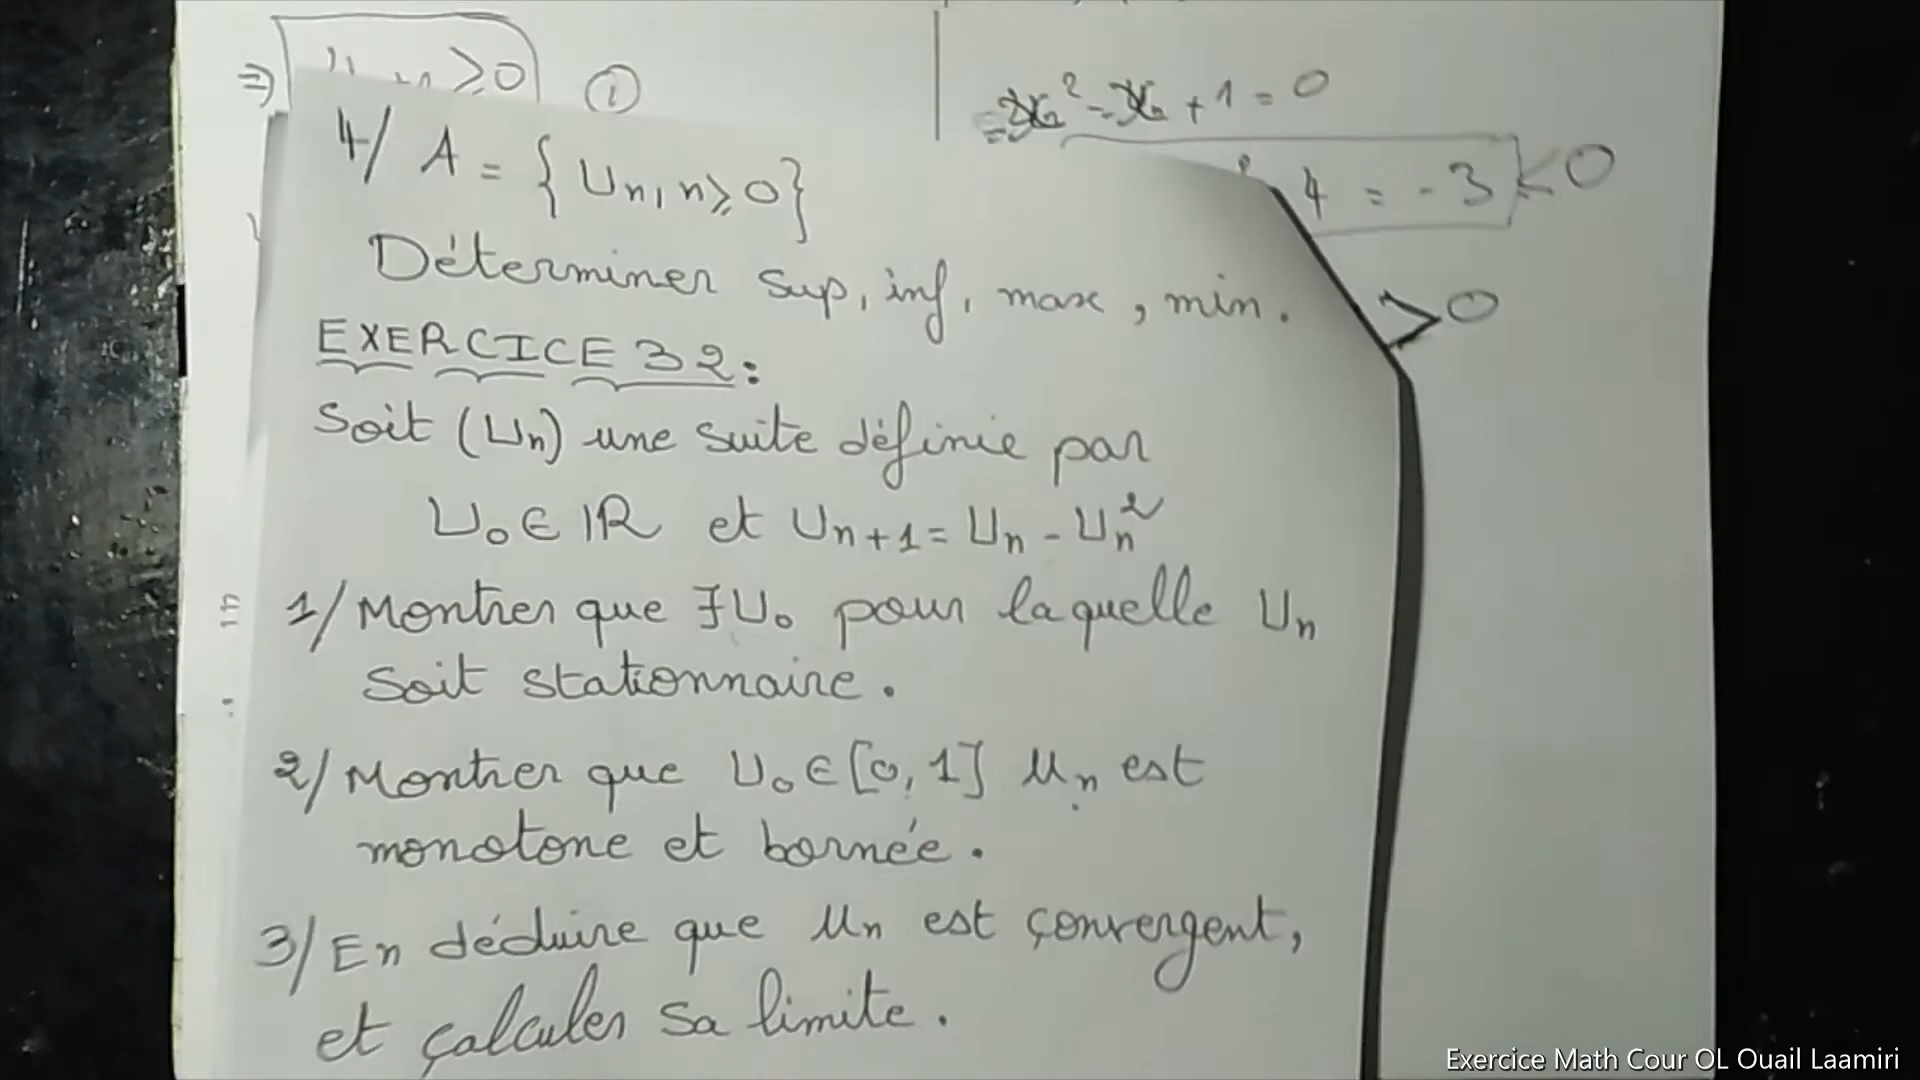 ⇒ ≥0 ①
-x² - x + 1 = 0
4 = -3 < 0
>0
4/ A = { Un, n≥0}
Déterminer sup, inf, max, min.
EXERCICE 32:
Soit (Un) une suite définie par
U₀ ∈ IR et Un+1 = Un - Un²
1/ Montrer que ∃U₀ pour laquelle Un
soit stationnaire.
2/ Montrer que U₀ ∈ [0, 1] Un est
monotone et bornée.
3/ En déduire que Un est convergent,
et calculer sa limite.
Exercice Math Cour OL Ouail Laamiri